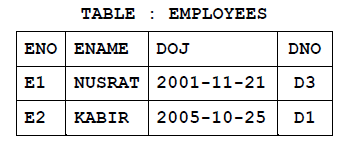 TABLE : EMPLOYEES
ENO ENAME DOJ DNO
E1 NUSRAT 2001-11-21 D3
E2 KABIR 2005-10-25 D1